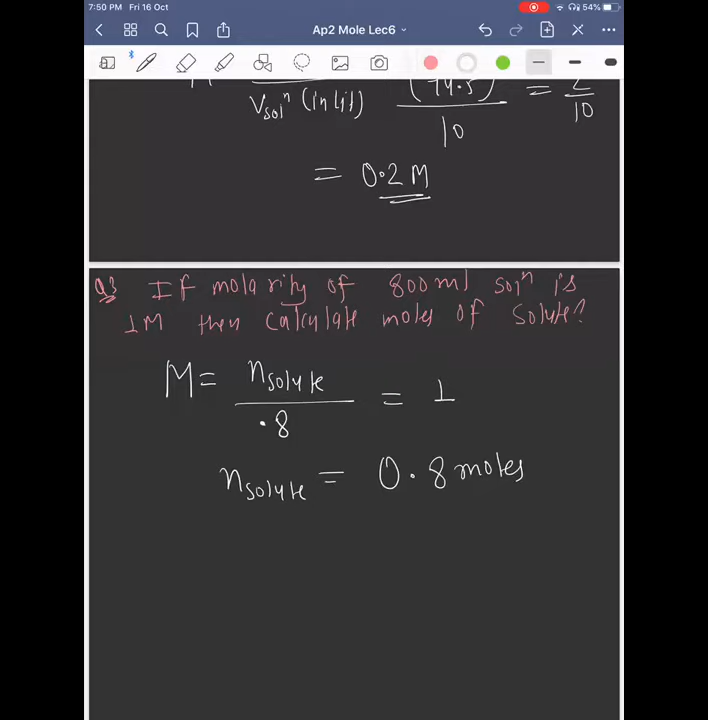 7:50 PM Fri 16 Oct
54%
Ap2 Mole Lec6
Vsolⁿ (in lit) (74.5) = 2/10
10
= 0.2 M
Q3 If molarity of 800ml solⁿ is
1M then calculate moles of solute?
M = nsolute / .8 = 1
nsolute = 0.8 moles